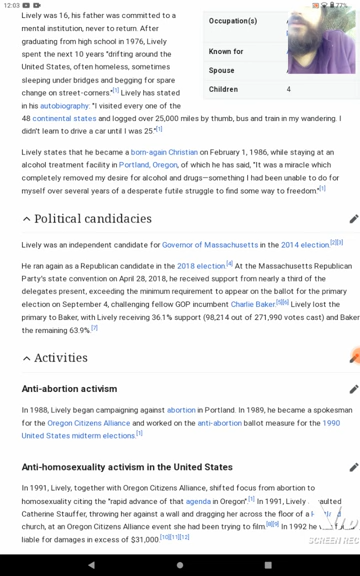 12:03
77%
Lively was 16, his father was committed to a
mental institution, never to return. After
graduating from high school in 1976, Lively
spent the next 10 years "drifting around the
United States, often homeless, sometimes
sleeping under bridges and begging for spare
change on street-corners."[1] Lively has stated
in his autobiography: "I visited every one of the
48 continental states and logged over 25,000 miles by thumb, bus and train in my wandering. I
didn't learn to drive a car until I was 25"[1]
Occupation(s)
Known for
Spouse
Children 4
Lively states that he became a born-again Christian on February 1, 1986, while staying at an
alcohol treatment facility in Portland, Oregon, of which he has said, "It was a miracle which
completely removed my desire for alcohol and drugs—something I had been unable to do for
myself over several years of a desperate futile struggle to find some way to freedom"[1]
Political candidacies
Lively was an independent candidate for Governor of Massachusetts in the 2014 election.[2][3]
He ran again as a Republican candidate in the 2018 election.[4] At the Massachusetts Republican
Party's state convention on April 28, 2018, he received support from nearly a third of the
delegates present, exceeding the minimum requirement to appear on the ballot for the primary
election on September 4, challenging fellow GOP incumbent Charlie Baker.[5][6] Lively lost the
primary to Baker, with Lively receiving 36.1% support (98,214 out of 271,990 votes cast) and Baker
the remaining 63.9%.[7]
Activities
Anti-abortion activism
In 1988, Lively began campaigning against abortion in Portland. In 1989, he became a spokesman
for the Oregon Citizens Alliance and worked on the anti-abortion ballot measure for the 1990
United States midterm elections.[1]
Anti-homosexuality activism in the United States
In 1991, Lively, together with Oregon Citizens Alliance, shifted focus from abortion to
homosexuality citing the "rapid advance of that agenda in Oregon".[1] In 1991, Lively
Catherine Stauffer, throwing her against a wall and dragging her across the floor of a
church, at an Oregon Citizens Alliance event she had been trying to film.[8][9] In 1992 he
liable for damages in excess of $31,000.[10][11][12]
SCREEN REC